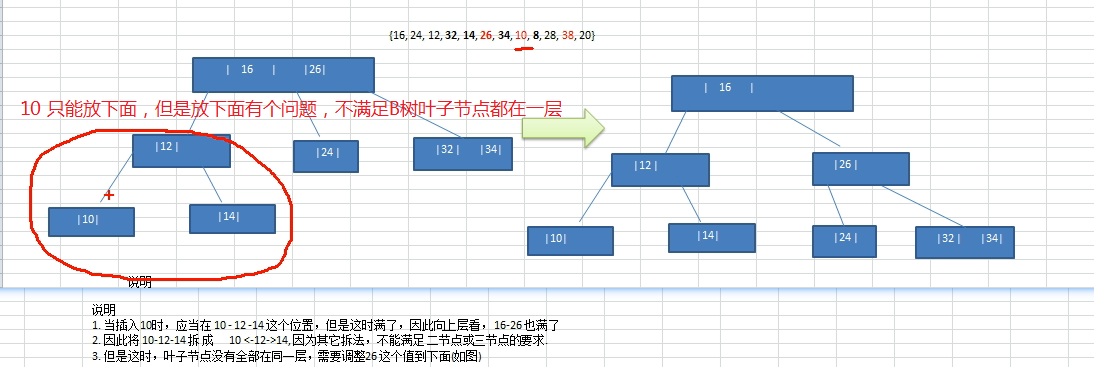 {16, 24, 12, 32, 14, 26, 34, 10, 8, 28, 38, 20}
| 16 | |26|
| 16 |
10 只能放下面，但是放下面有个问题，不满足B树叶子节点都在一层
|12 |
|24 |
|32 | |34|
|12 |
|26 |
|10|
|14|
|10|
|14|
|24 |
|32 | |34|
说明
说明
1. 当插入10时，应当在 10 - 12 -14 这个位置，但是这时满了，因此向上层看，16-26 也满了
2. 因此将 10-12-14 拆 成 10 <-12->14, 因为其它拆法，不能满足 二节点或三节点的要求.
3. 但是这时，叶子节点没有全部在同一层，需要调整26 这个值到下面(如图)